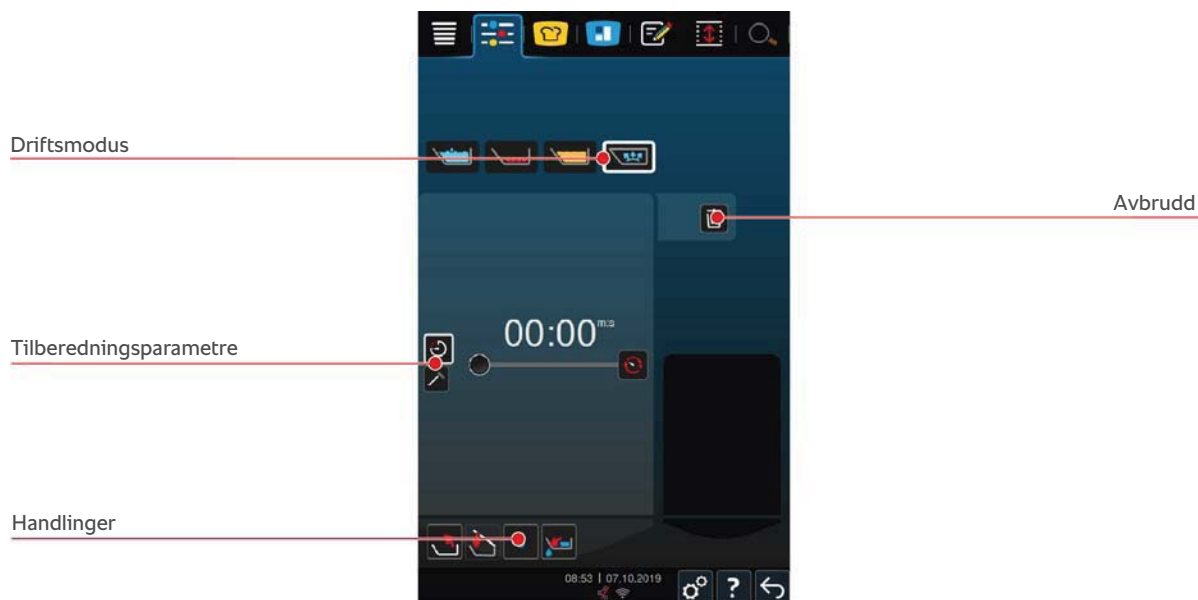 Driftsmodus
Avbrudd
00:00 m:s
Tilberedningsparametre
Handlinger
08:53 | 07.10.2019
?